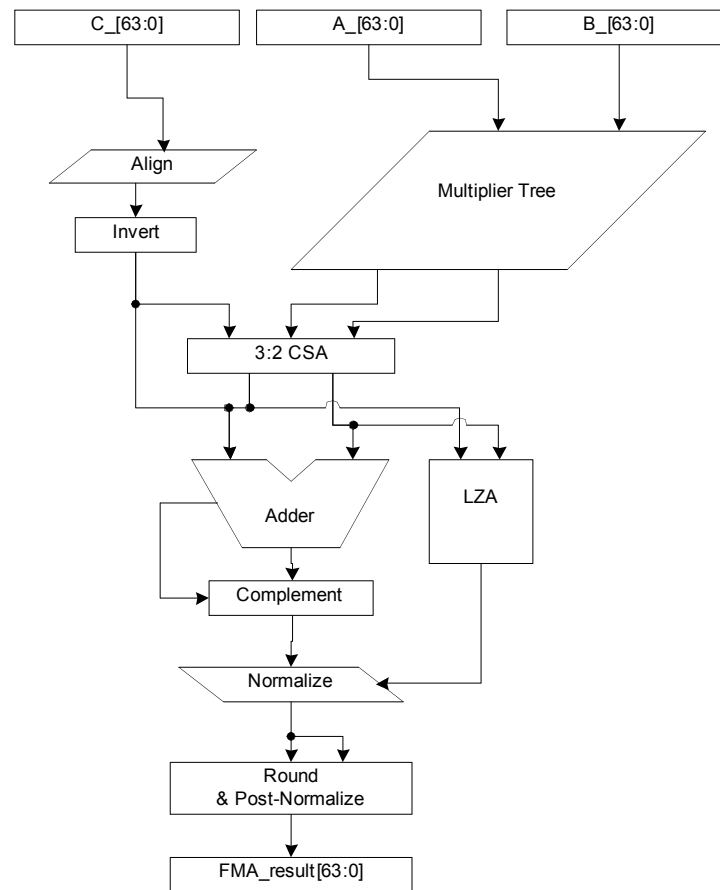 C_[63:0]
A_[63:0]
B_[63:0]
Align
Multiplier Tree
Invert
3:2 CSA
LZA
Adder
Complement
Normalize
Round
& Post-Normalize
FMA_result[63:0]